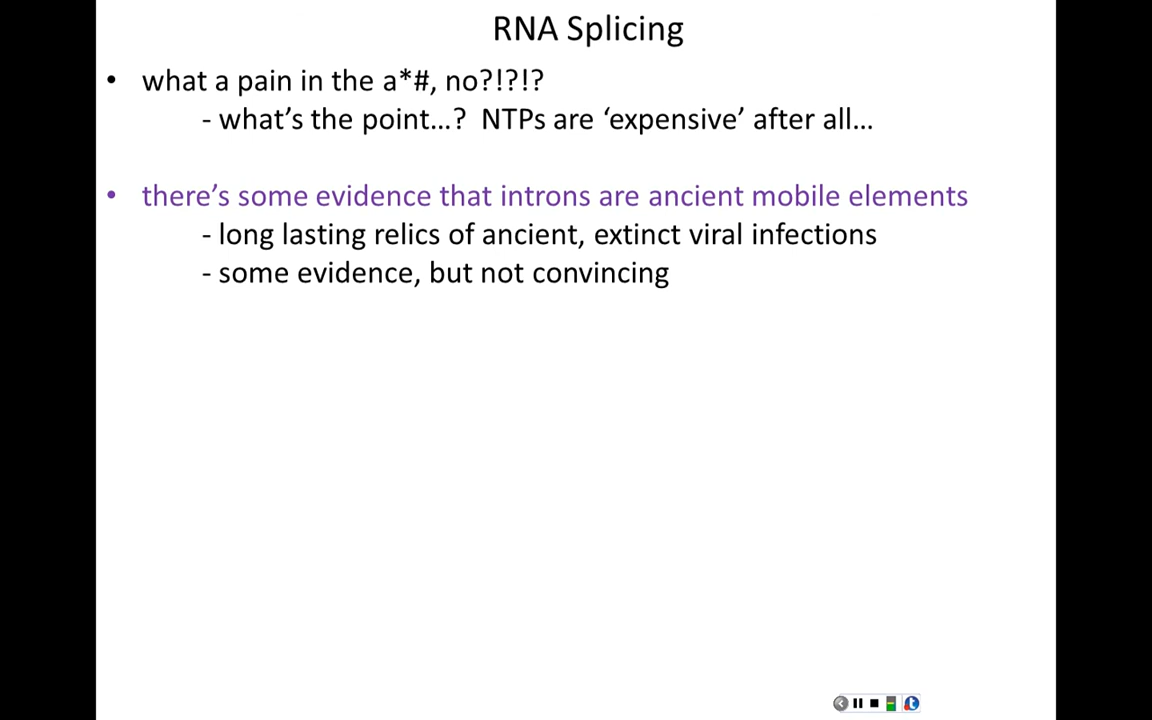 RNA Splicing
• what a pain in the a*#, no?!?!?
- what’s the point…?  NTPs are ‘expensive’ after all…
• there’s some evidence that introns are ancient mobile elements
- long lasting relics of ancient, extinct viral infections
- some evidence, but not convincing